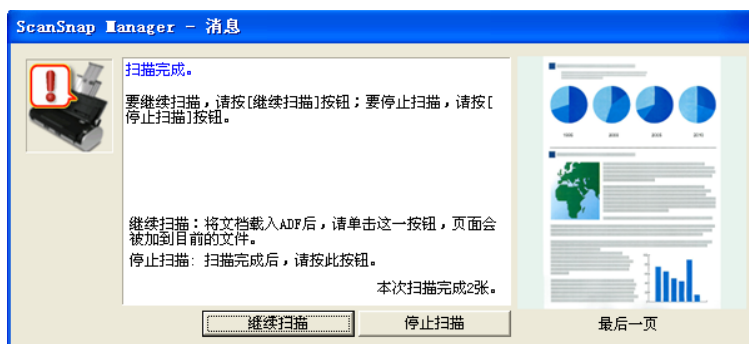 ScanSnap Manager - 消息
扫描完成。
要继续扫描，请按[继续扫描]按钮；要停止扫描，请按[
停止扫描]按钮。
继续扫描：将文档载入ADF后，请单击这一按钮，页面会
被加到目前的文件。
停止扫描: 扫描完成后，请按此按钮。
本次扫描完成2张。
继续扫描
停止扫描
最后一页